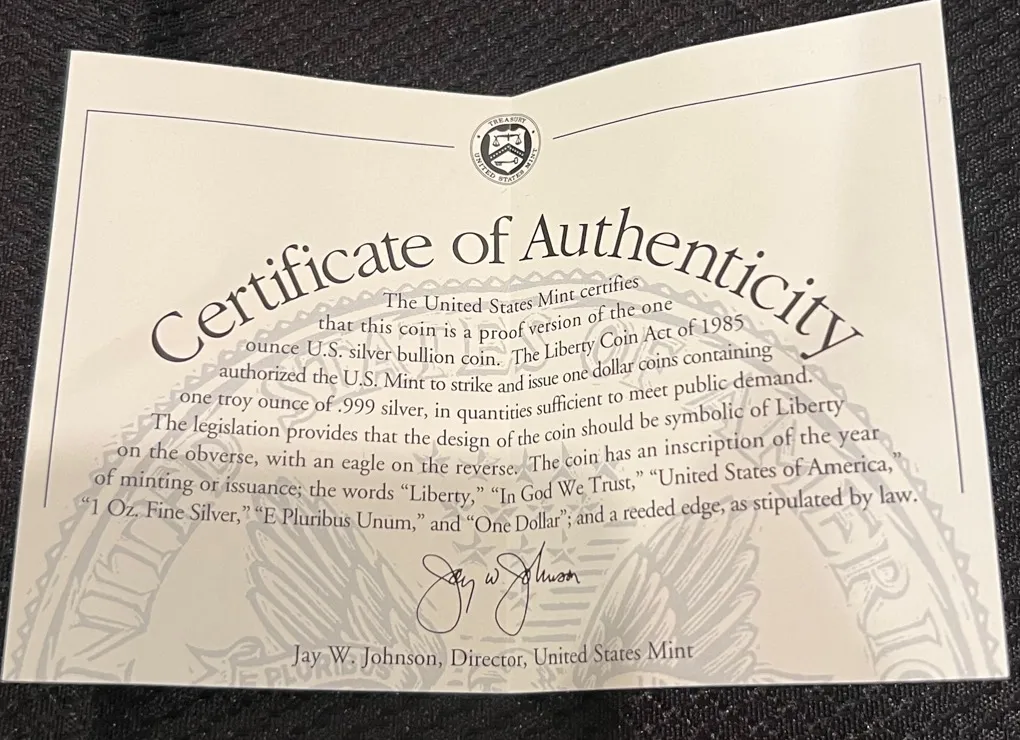 TREASURY
UNITED STATES MINT
Certificate of Authenticity
The United States Mint certifies
that this coin is a proof version of the one
ounce U.S. silver bullion coin. The Liberty Coin Act of 1985
authorized the U.S. Mint to strike and issue one dollar coins containing
one troy ounce of .999 silver, in quantities sufficient to meet public demand.
The legislation provides that the design of the coin should be symbolic of Liberty
on the obverse, with an eagle on the reverse. The coin has an inscription of the year
of minting or issuance; the words “Liberty,” “In God We Trust,” “United States of America,”
“1 Oz. Fine Silver,” “E Pluribus Unum,” and “One Dollar”; and a reeded edge, as stipulated by law.
Jay W Johnson
Jay W. Johnson, Director, United States Mint
UNITED STATES OF AMERIC
E PLURIBUS